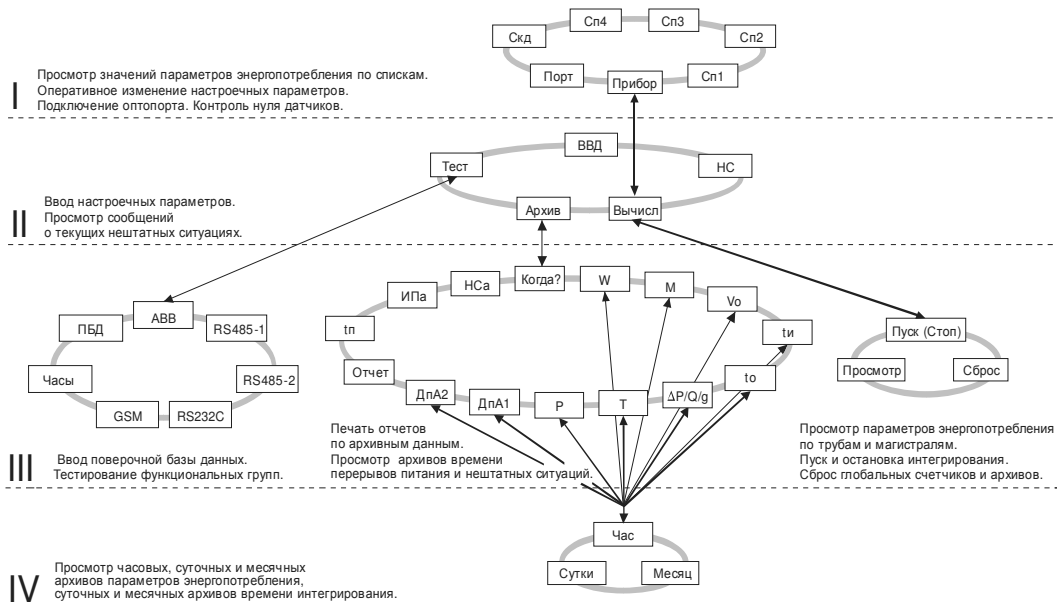 Сп4
Сп3
Скд
Сп2
Порт
Прибор
Сп1
I
Просмотр значений параметров энергопотребления по спискам.
Оперативное изменение настроечных параметров.
Подключение оптопорта. Контроль нуля датчиков.
ВВД
Тест
НС
Архив
Вычисл
II
Ввод настроечных параметров.
Просмотр сообщений
о текущих нештатных ситуациях.
АВВ
ПБД
RS485-1
Часы
RS485-2
GSM
RS232C
Когда?
W
M
НСа
ИПа
Vo
tп
tи
Отчет
to
ДпА2
ДпА1
P
T
ΔP/Q/g
Пуск (Стоп)
Просмотр
Сброс
III
Ввод поверочной базы данных.
Тестирование функциональных групп.
Печать отчетов
по архивным данным.
Просмотр архивов времени
перерывов питания и нештатных ситуаций.
Просмотр параметров энергопотребления
по трубам и магистралям.
Пуск и остановка интегрирования.
Сброс глобальных счетчиков и архивов.
Час
Сутки
Месяц
IV
Просмотр часовых, суточных и месячных
архивов параметров энергопотребления,
суточных и месячных архивов времени интегрирования.